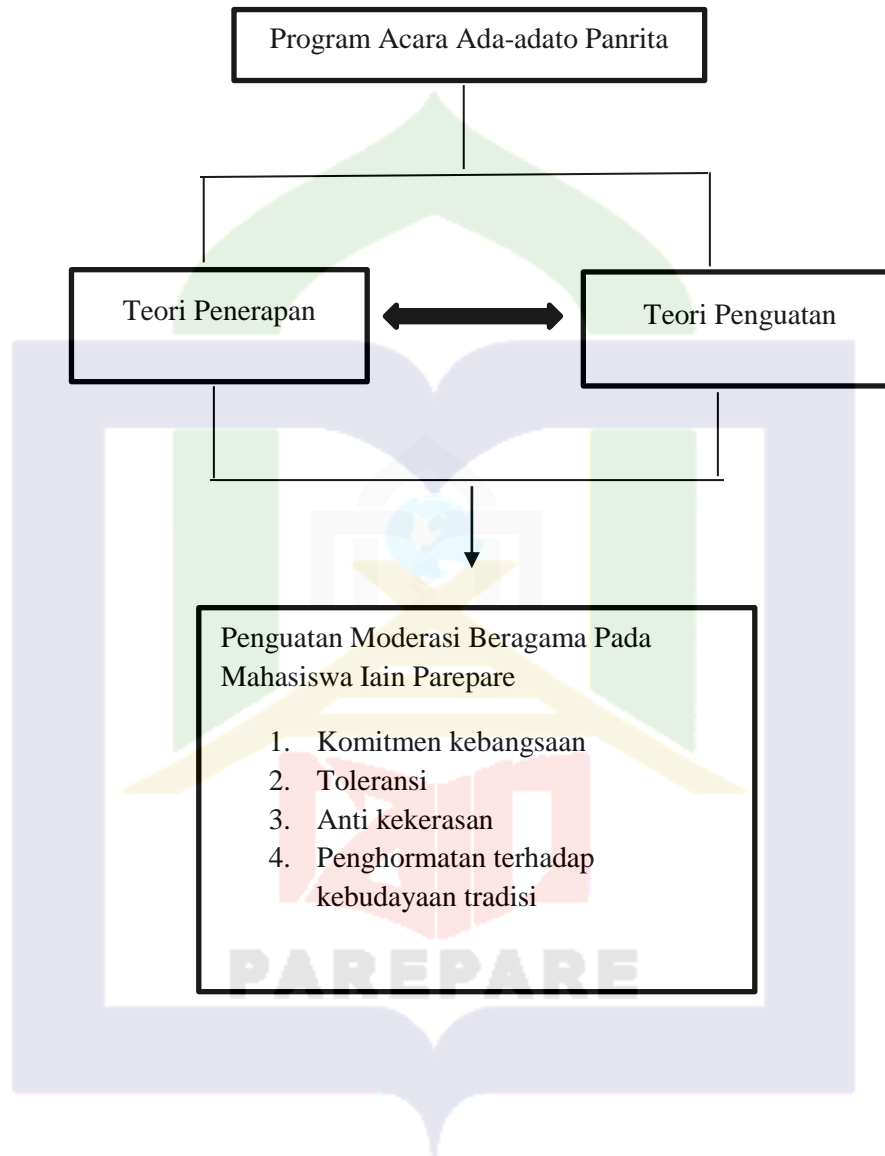 Program Acara Ada-adato Panrita
Teori Penerapan
Teori Penguatan
Penguatan Moderasi Beragama Pada
Mahasiswa Iain Parepare
1. Komitmen kebangsaan
2. Toleransi
3. Anti kekerasan
4. Penghormatan terhadap
kebudayaan tradisi
PAREPARE